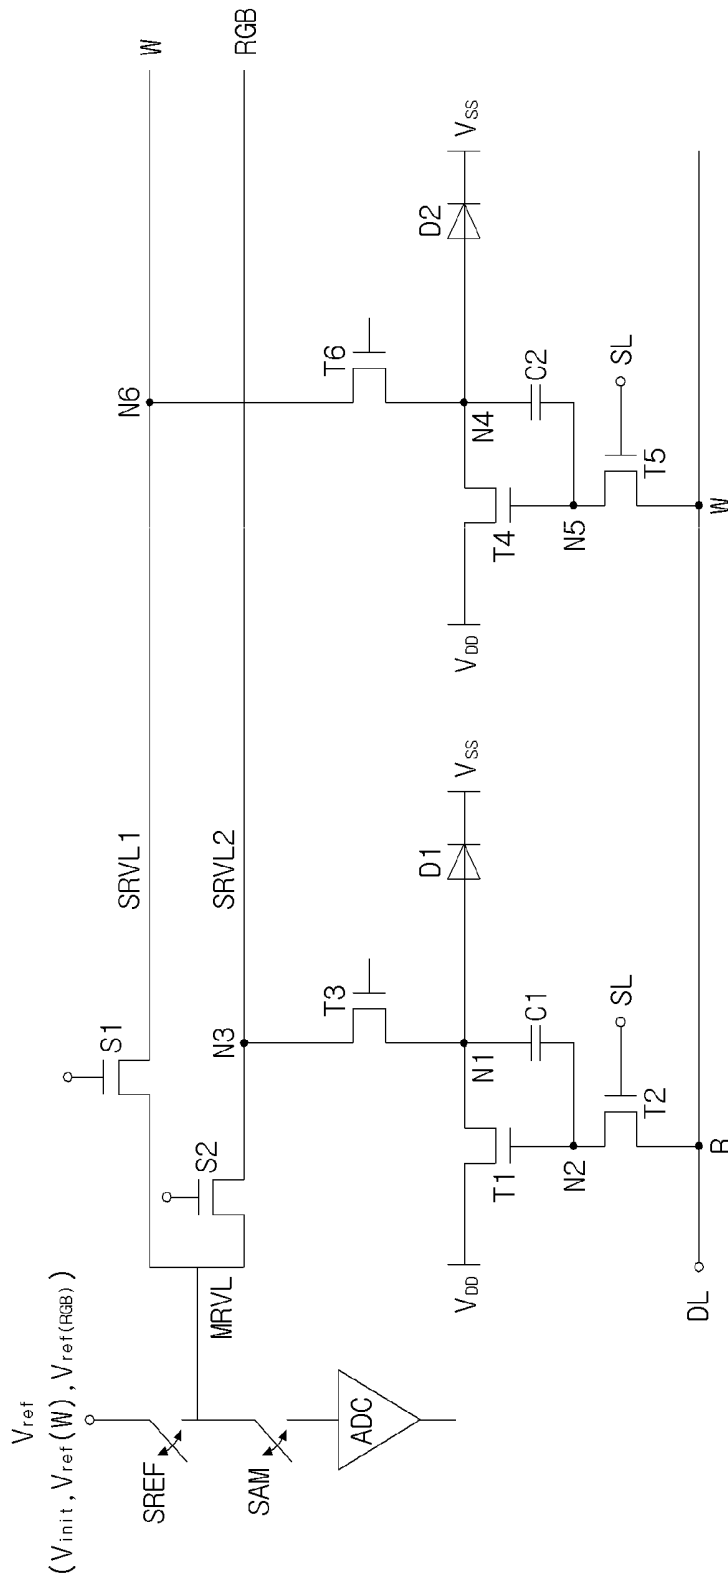 Vref
(Vinit, Vref(W), Vref(RGB))
S1
SRVL1
N6
W
SREF
S2
MRVL
N3
SRVL2
RGB
SAM
T3
T6
ADC
VDD
D1
VSS
VDD
D2
VSS
N1
N4
T1
C1
T4
C2
N2
N5
SL
SL
T2
T5
DL
R
W